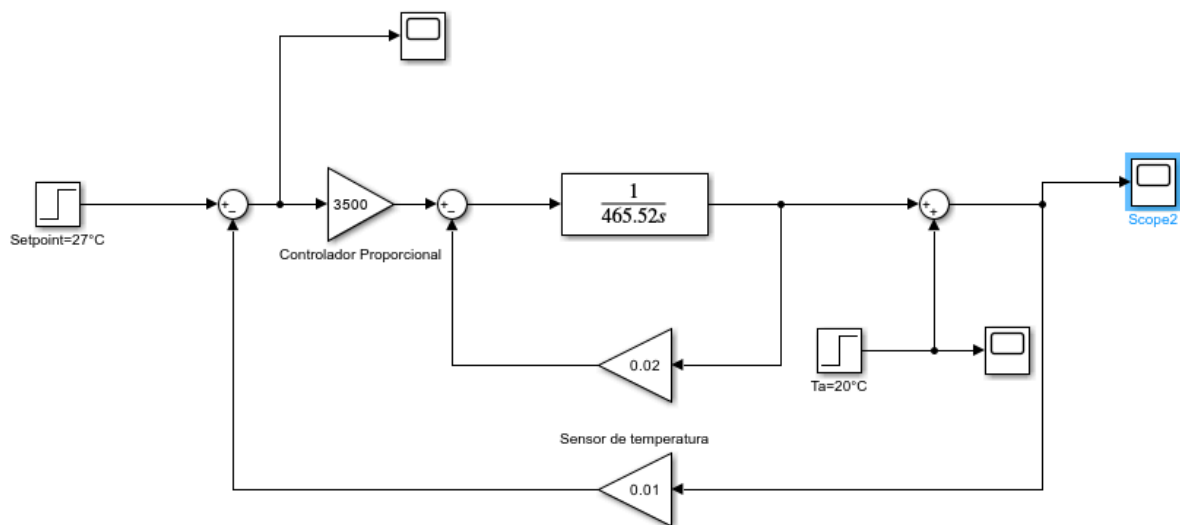 Setpoint=27°C
+
−
3500
Controlador Proporcional
+
−
1
465.52s
0.02
+
+
Ta=20°C
Scope2
Sensor de temperatura
0.01